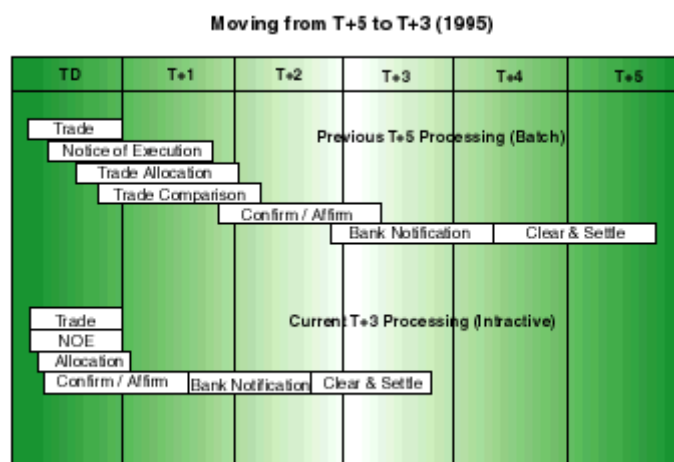 Moving from T+5 to T+3 (1995)
TD T+1 T+2 T+3 T+4 T+5
Trade
Previous T+5 Processing (Batch)
Notice of Execution
Trade Allocation
Trade Comparison
Confirm / Affirm
Bank Notification Clear & Settle
Trade
Current T+3 Processing (Intractive)
NOE
Allocation
Confirm / Affirm Bank Notification Clear & Settle